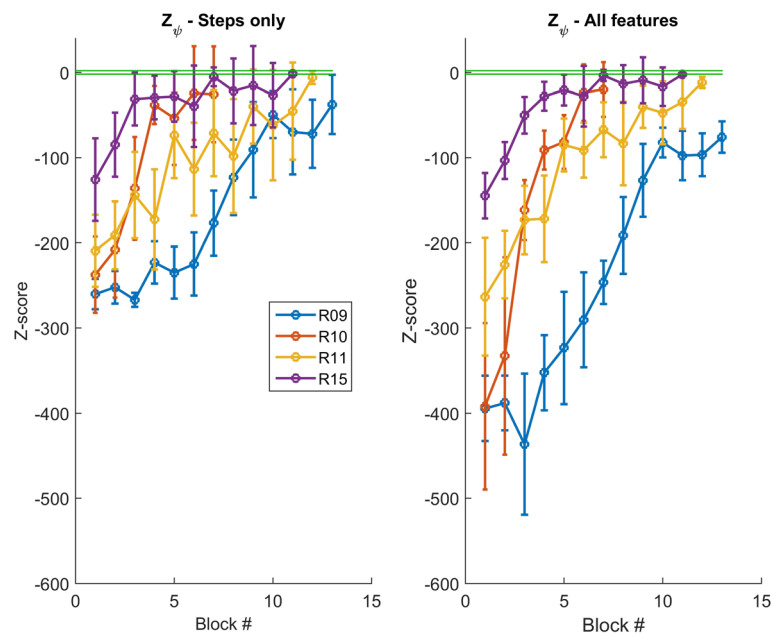 Zψ - Steps only
Z-score
0
-100
-200
-300
-400
-500
-600
0 5 10 15
Block #
R09
R10
R11
R15
Zψ - All features
Z-score
0
-100
-200
-300
-400
-500
-600
0 5 10 15
Block #